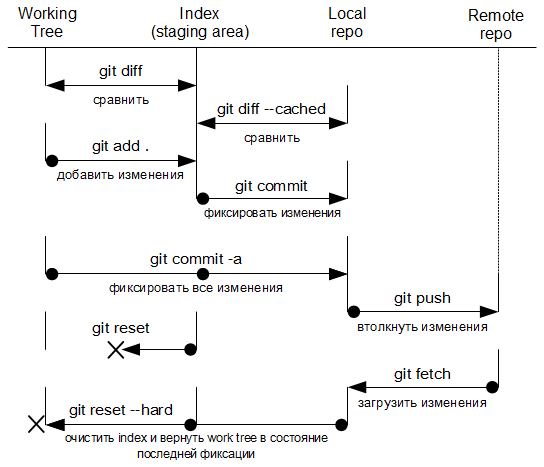 Working
Tree
Index
(staging area)
Local
repo
Remote
repo
git diff
сравнить
git diff --cached
сравнить
git add .
добавить изменения
git commit
фиксировать изменения
git commit -a
фиксировать все изменения
git push
втолкнуть изменения
git reset
git fetch
загрузить изменения
git reset --hard
очистить index и вернуть work tree в состояние
последней фиксации